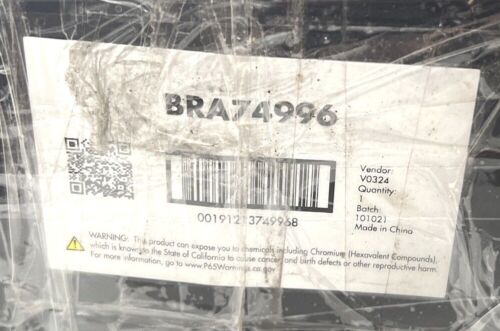 BRA74996
00191213749968
Vendor:
V0324
Quantity:
1
Batch:
101021
Made in China
WARNING: This product can expose you to chemicals including Chromium (Hexavalent Compounds),
which is known to the State of California to cause cancer and birth defects or other reproductive harm.
For more information, go to www.P65Warnings.ca.gov